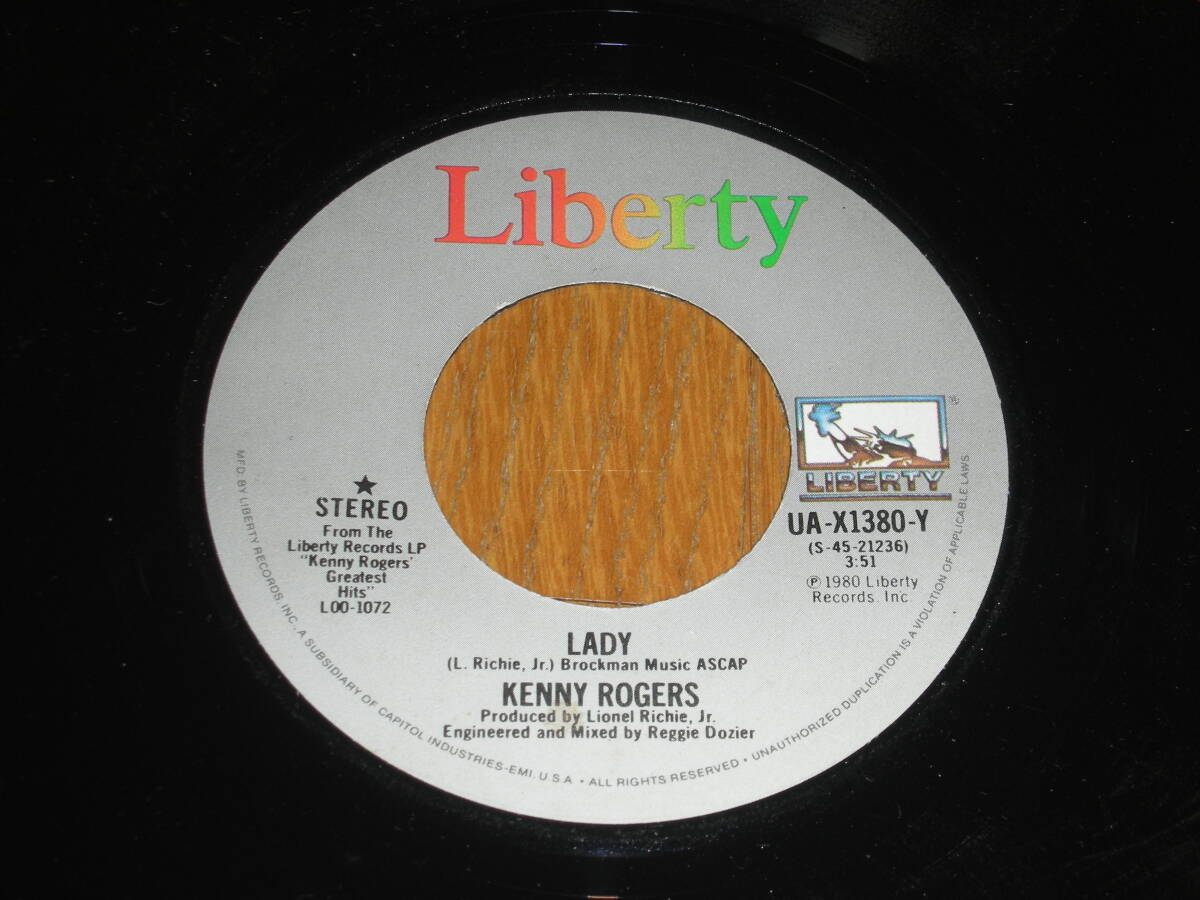 Liberty
★
STEREO
From The
Liberty Records LP
"Kenny Rogers'
Greatest
Hits"
LOO-1072
℗
LIBERTY
UA-X1380-Y
(S-45-21236)
3:51
℗ 1980 Liberty
Records, Inc.
LADY
(L. Richie, Jr.) Brockman Music ASCAP
KENNY ROGERS
Produced by Lionel Richie, Jr.
Engineered and Mixed by Reggie Dozier
MFD. BY LIBERTY RECORDS, INC., A SUBSIDIARY OF CAPITOL INDUSTRIES-EMI, U.S.A. • ALL RIGHTS RESERVED • UNAUTHORIZED DUPLICATION IS A VIOLATION OF APPLICABLE LAWS